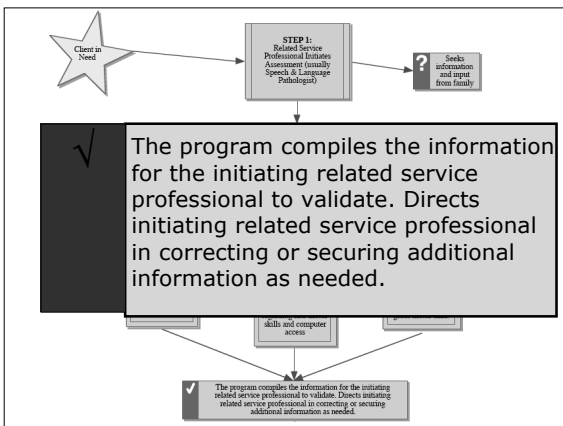 Client in
Need
STEP 1:
Related Service
Professional Initiates
Assessment (usually
Speech & Language
Pathologist)
?
Seeks
information
and input
from family
√
The program compiles the information
for the initiating related service
professional to validate. Directs
initiating related service professional
in correcting or securing additional
information as needed.
skills and computer
access
✓
The program compiles the information for the initiating
related service professional to validate. Directs initiating
related service professional in correcting or securing
additional information as needed.